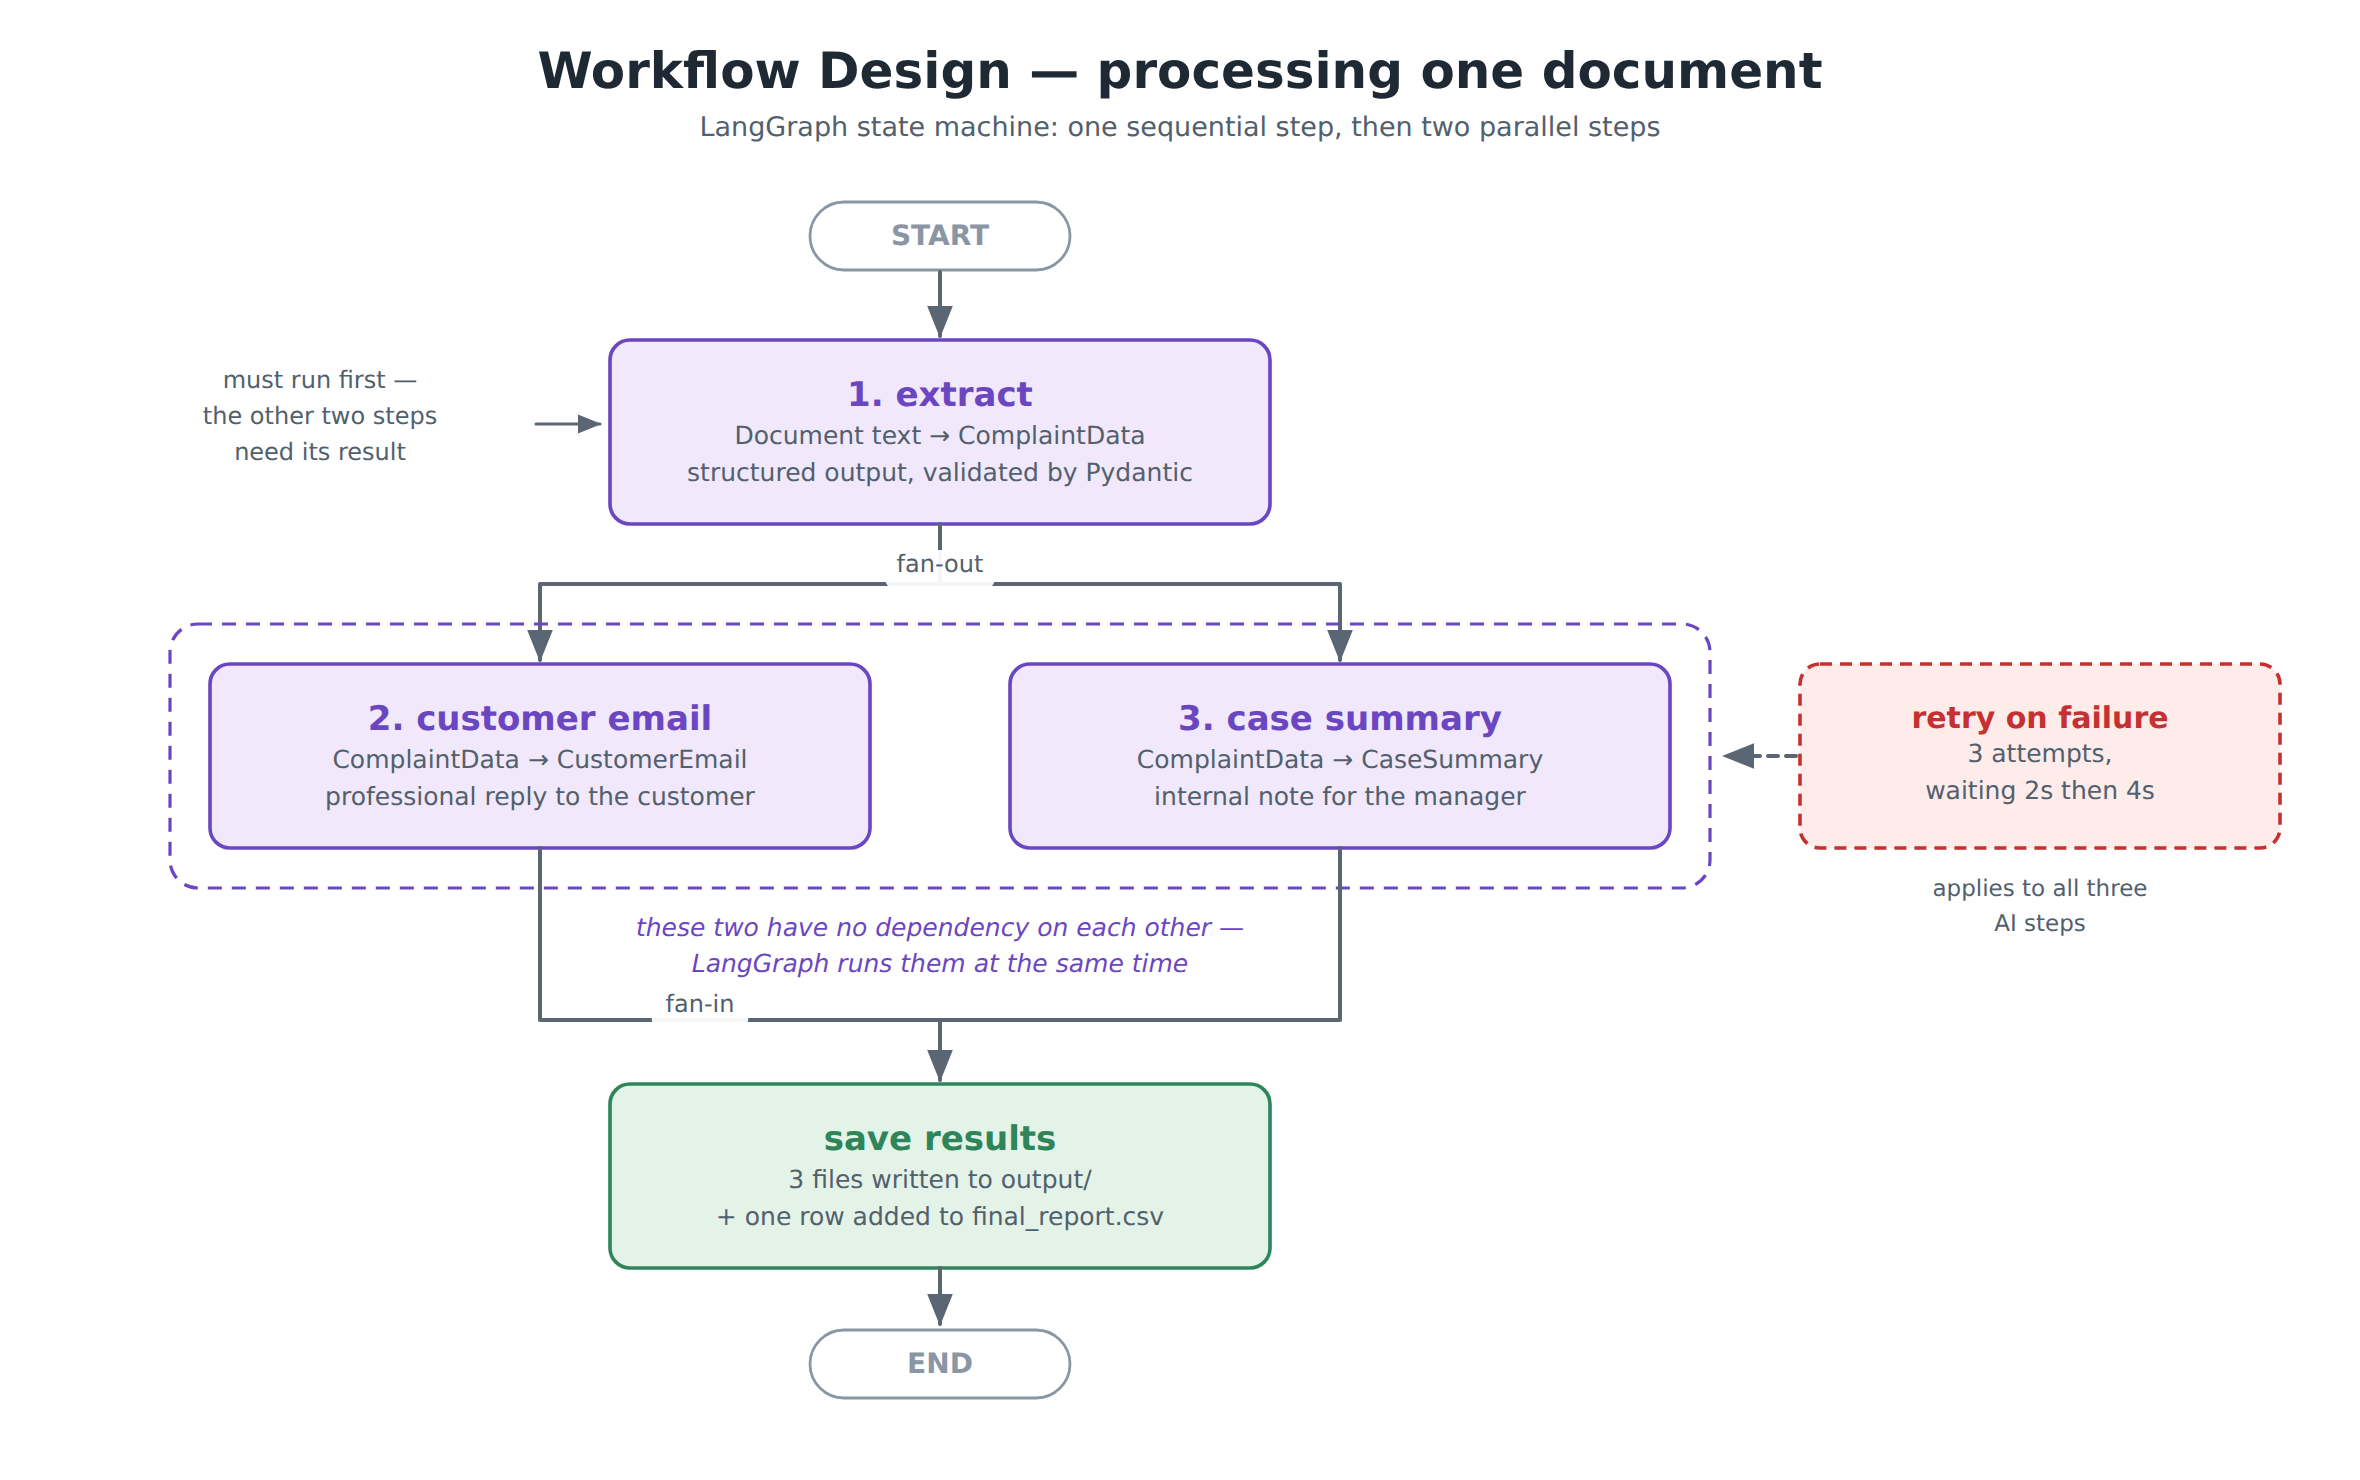 Workflow Design — processing one document
LangGraph state machine: one sequential step, then two parallel steps
START
must run first —
the other two steps
need its result
1. extract
Document text → ComplaintData
structured output, validated by Pydantic
fan-out
2. customer email
ComplaintData → CustomerEmail
professional reply to the customer
3. case summary
ComplaintData → CaseSummary
internal note for the manager
retry on failure
3 attempts,
waiting 2s then 4s
applies to all three
AI steps
these two have no dependency on each other —
LangGraph runs them at the same time
fan-in
save results
3 files written to output/
+ one row added to final_report.csv
END